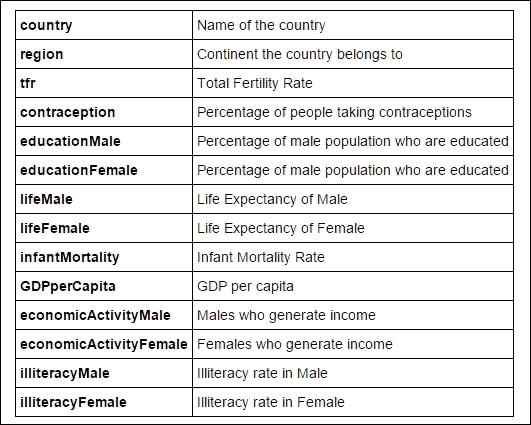 country Name of the country
region Continent the country belongs to
tfr Total Fertility Rate
contraception Percentage of people taking contraceptions
educationMale Percentage of male population who are educated
educationFemale Percentage of male population who are educated
lifeMale Life Expectancy of Male
lifeFemale Life Expectancy of Female
infantMortality Infant Mortality Rate
GDPperCapita GDP per capita
economicActivityMale Males who generate income
economicActivityFemale Females who generate income
illiteracyMale Illiteracy rate in Male
illiteracyFemale Illiteracy rate in Female